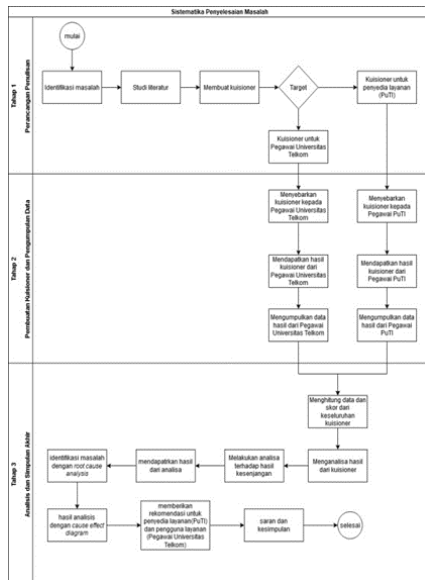 Sistematika Penyelesaian Masalah
Tahap 1
Perancangan Penulisan
mulai
Identifikasi masalah
Studi literatur
Membuat kuisioner
Target
Kuisioner untuk
penyedia layanan
(PuTI)
Kuisioner untuk
Pegawai Universitas
Telkom
Tahap 2
Pembuatan Kuisioner dan Pengumpulan Data
Menyebarkan
kuisioner kepada
Pegawai Universitas
Telkom
Menyebarkan
kuisioner kepada
Pegawai PuTI
Mendapatkan hasil
kuisioner dari
Pegawai Universitas
Telkom
Mendapatkan hasil
kuisioner dari
Pegawai PuTI
Mengumpulkan data
hasil dari Pegawai
Universitas Telkom
Mengumpulkan data
hasil dari Pegawai
PuTI
Tahap 3
Analisis dan Simpulan Akhir
Menghitung data dan
skor dari
keseluruhan
kuisioner
Menganalisa hasil
dari kuisioner
Melakukan analisa
terhadap hasil
kesenjangan
mendapatkan hasil
dari analisa
identifikasi masalah
dengan root cause
analysis
hasil analisis
dengan cause effect
diagram
memberikan
rekomendasi untuk
penyedia layanan(PuTI)
dan pengguna layanan
(Pegawai Universitas
Telkom)
saran dan
kesimpulan
selesai